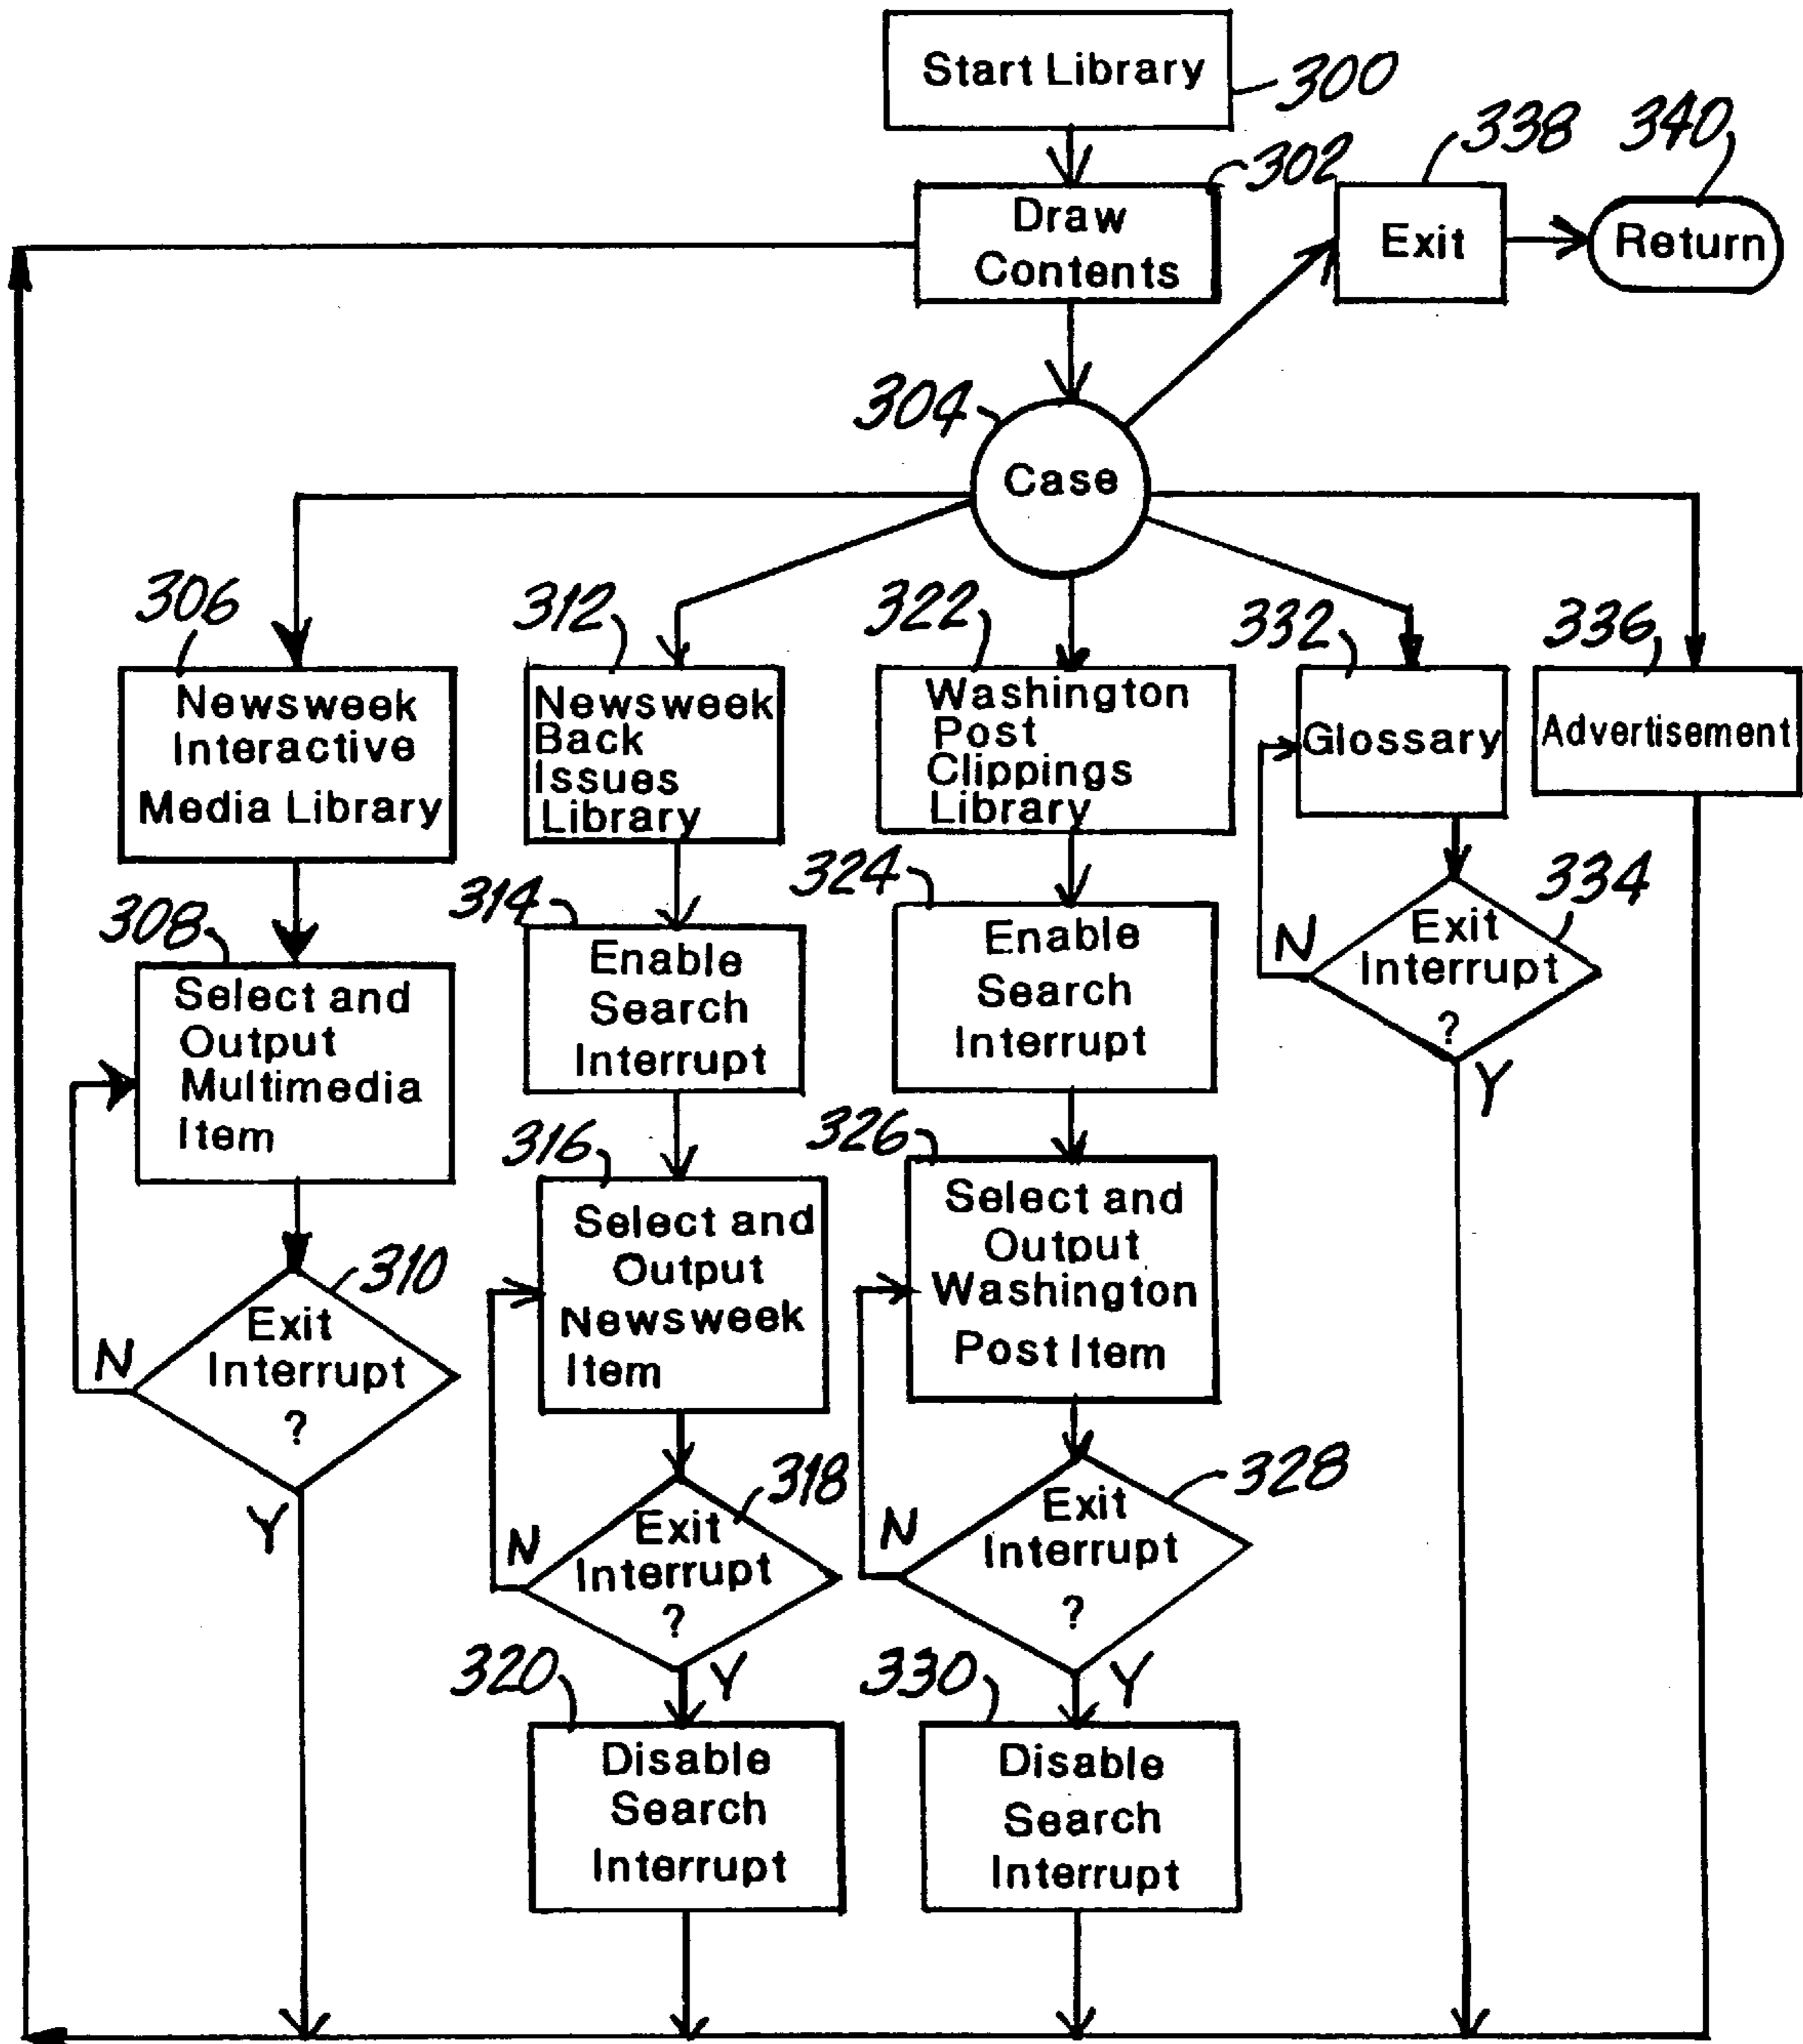 Start Library
300
338
340
302
Draw
Contents
Exit
Return
304
Case
306
312
322
332
336
Newsweek
Interactive
Media Library
Newsweek
Back
Issues
Library
Washington
Post
Clippings
Library
Glossary
Advertisement
308
314
324
334
Select and
Output
Multimedia
Item
Enable
Search
Interrupt
Enable
Search
Interrupt
N
Exit
Interrupt
?
Y
310
316
326
Select and
Output
Newsweek
Item
Select and
Output
Washington
Post Item
N
Exit
Interrupt
?
Y
318
328
N
Exit
Interrupt
?
Y
N
Exit
Interrupt
?
Y
320
330
Disable
Search
Interrupt
Disable
Search
Interrupt